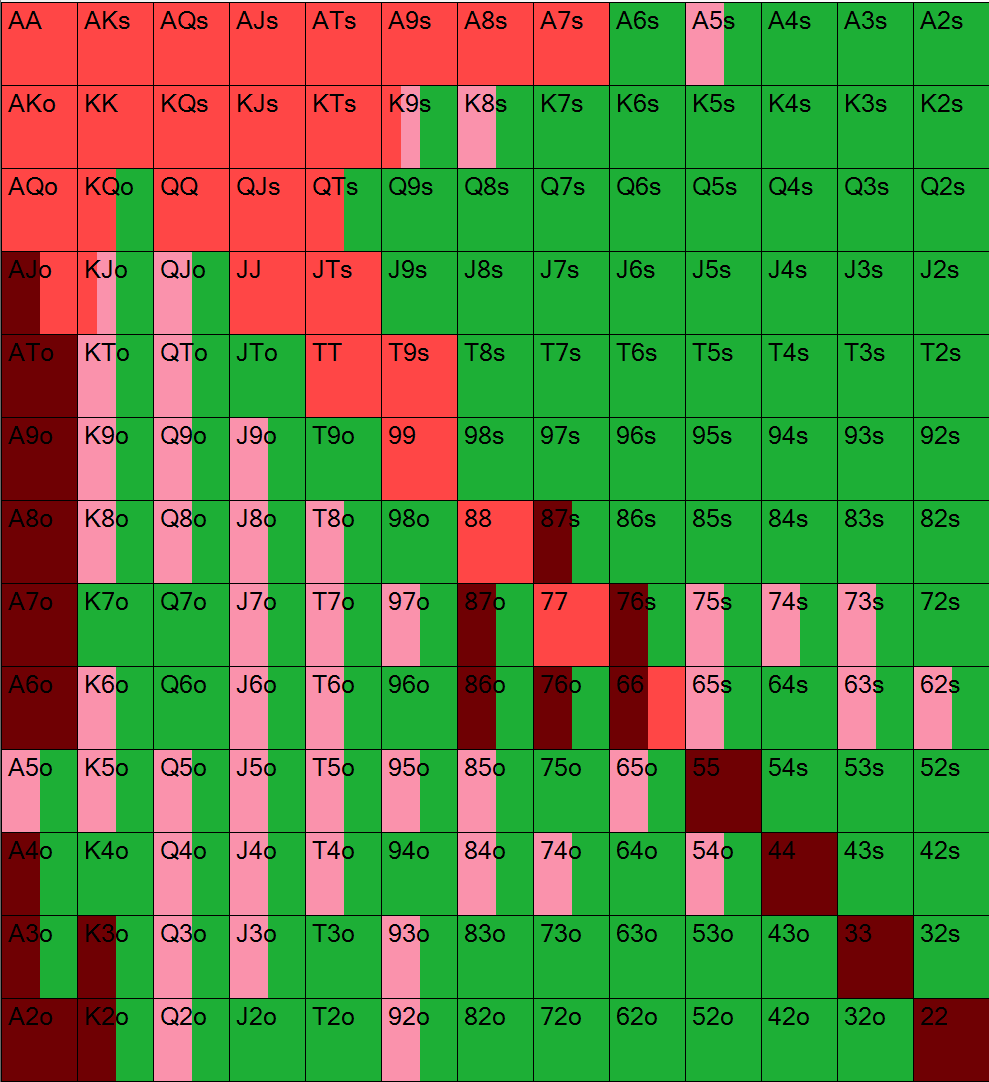 AA AKs AQs AJs ATs A9s A8s A7s A6s A5s A4s A3s A2s
AKo KK KQs KJs KTs K9s K8s K7s K6s K5s K4s K3s K2s
AQo KQo QQ QJs QTs Q9s Q8s Q7s Q6s Q5s Q4s Q3s Q2s
AJo KJo QJo JJ JTs J9s J8s J7s J6s J5s J4s J3s J2s
ATo KTo QTo JTo TT T9s T8s T7s T6s T5s T4s T3s T2s
A9o K9o Q9o J9o T9o 99 98s 97s 96s 95s 94s 93s 92s
A8o K8o Q8o J8o T8o 98o 88 87s 86s 85s 84s 83s 82s
A7o K7o Q7o J7o T7o 97o 87o 77 76s 75s 74s 73s 72s
A6o K6o Q6o J6o T6o 96o 86o 76o 66 65s 64s 63s 62s
A5o K5o Q5o J5o T5o 95o 85o 75o 65o 55 54s 53s 52s
A4o K4o Q4o J4o T4o 94o 84o 74o 64o 54o 44 43s 42s
A3o K3o Q3o J3o T3o 93o 83o 73o 63o 53o 43o 33 32s
A2o K2o Q2o J2o T2o 92o 82o 72o 62o 52o 42o 32o 22